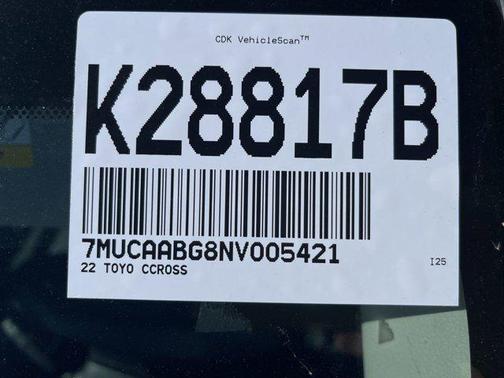 CDK VehicleScan™
K28817B
7MUCAABG8NV005421
22 TOYO CCROSS
I25